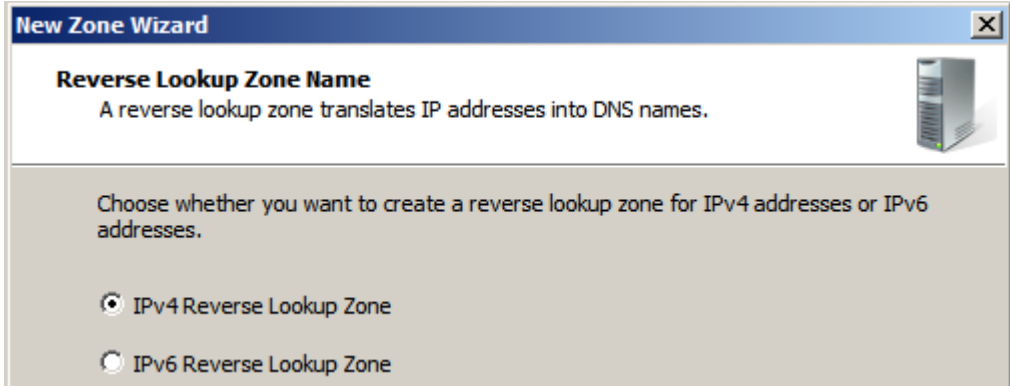 New Zone Wizard
Reverse Lookup Zone Name
A reverse lookup zone translates IP addresses into DNS names.
Choose whether you want to create a reverse lookup zone for IPv4 addresses or IPv6
addresses.
IPv4 Reverse Lookup Zone
IPv6 Reverse Lookup Zone